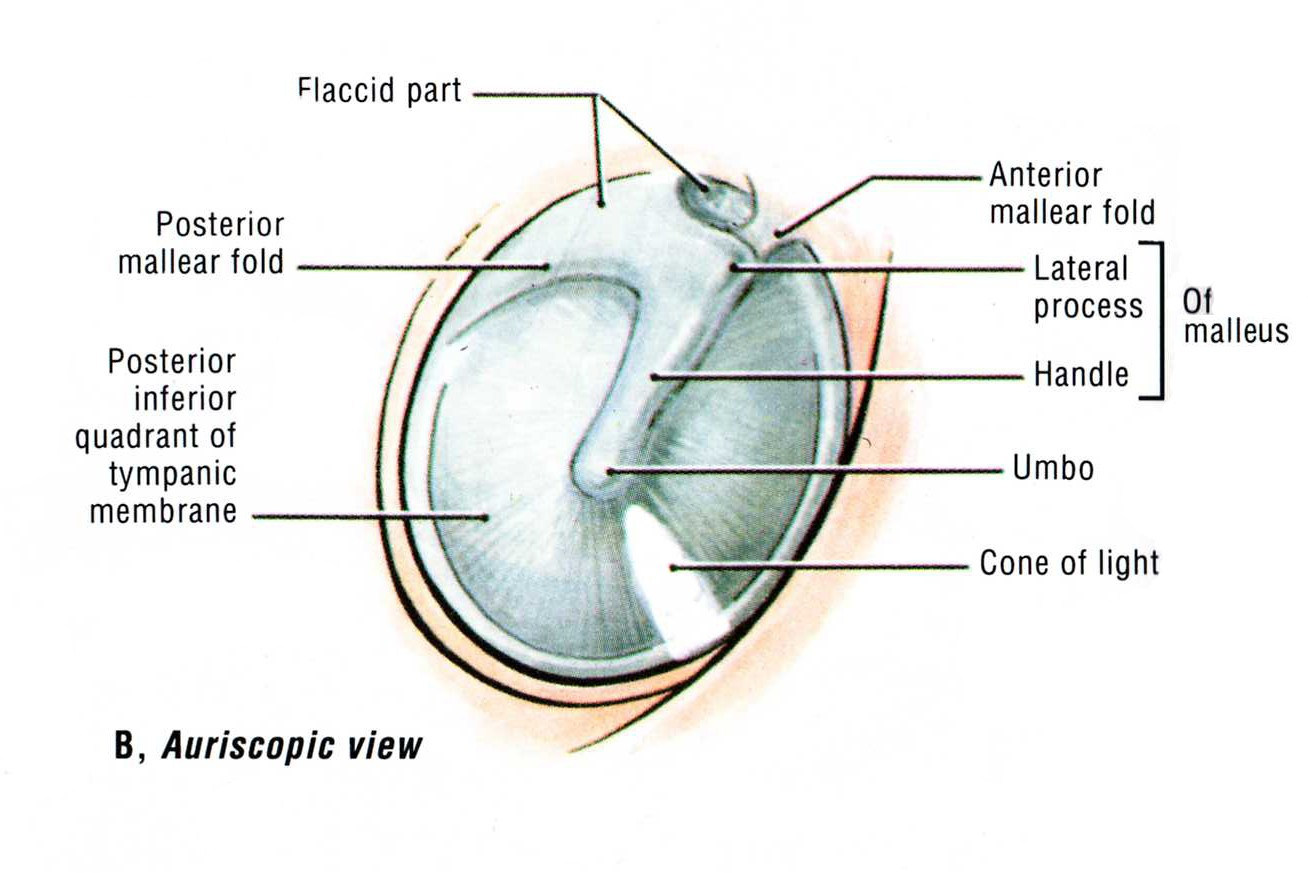 Flaccid part
Posterior
mallear fold
Posterior
inferior
quadrant of
tympanic
membrane
Anterior
mallear fold
Lateral
process
Handle
Of
malleus
Umbo
Cone of light
B, Auriscopic view